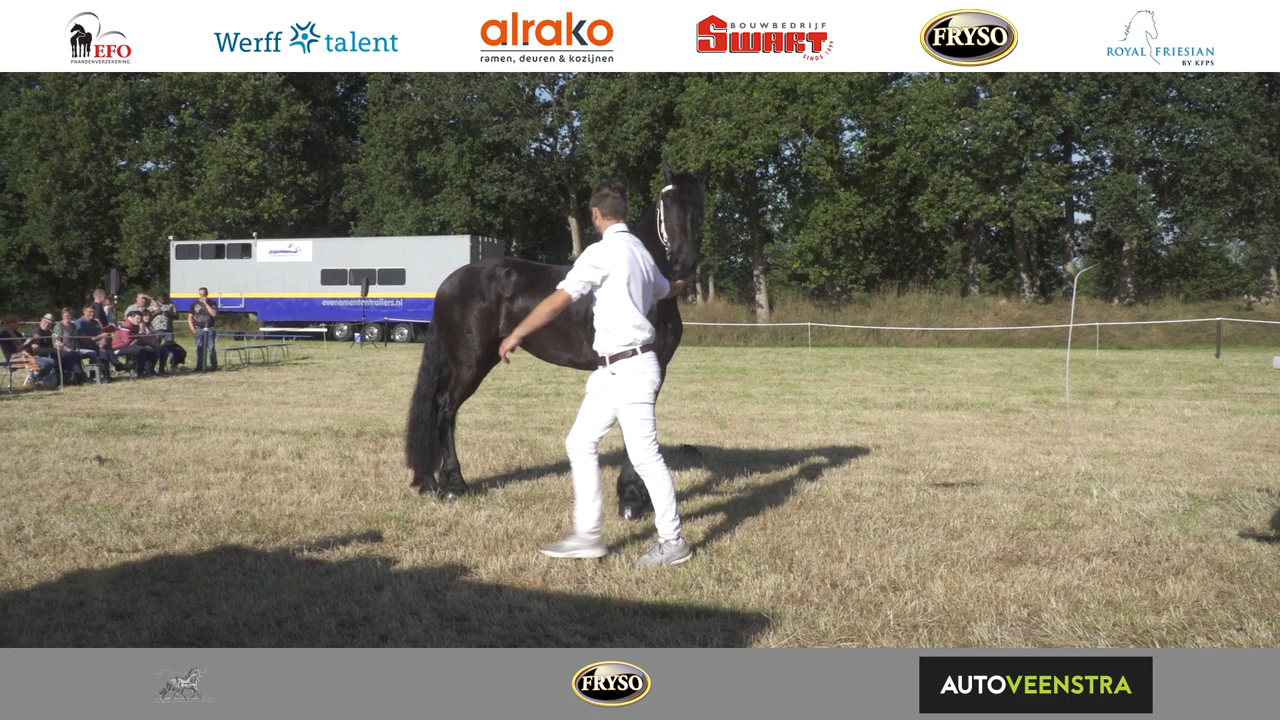 EFO
PAARDENVERZEKERING
Werff talent
alrako
ramen, deuren & kozijnen
BOUWBEDRIJF
SWART
FRYSO
ROYAL FRIESIAN
BY KFPS
evenemententrailers.nl
FRYSO
AUTOVEENSTRA